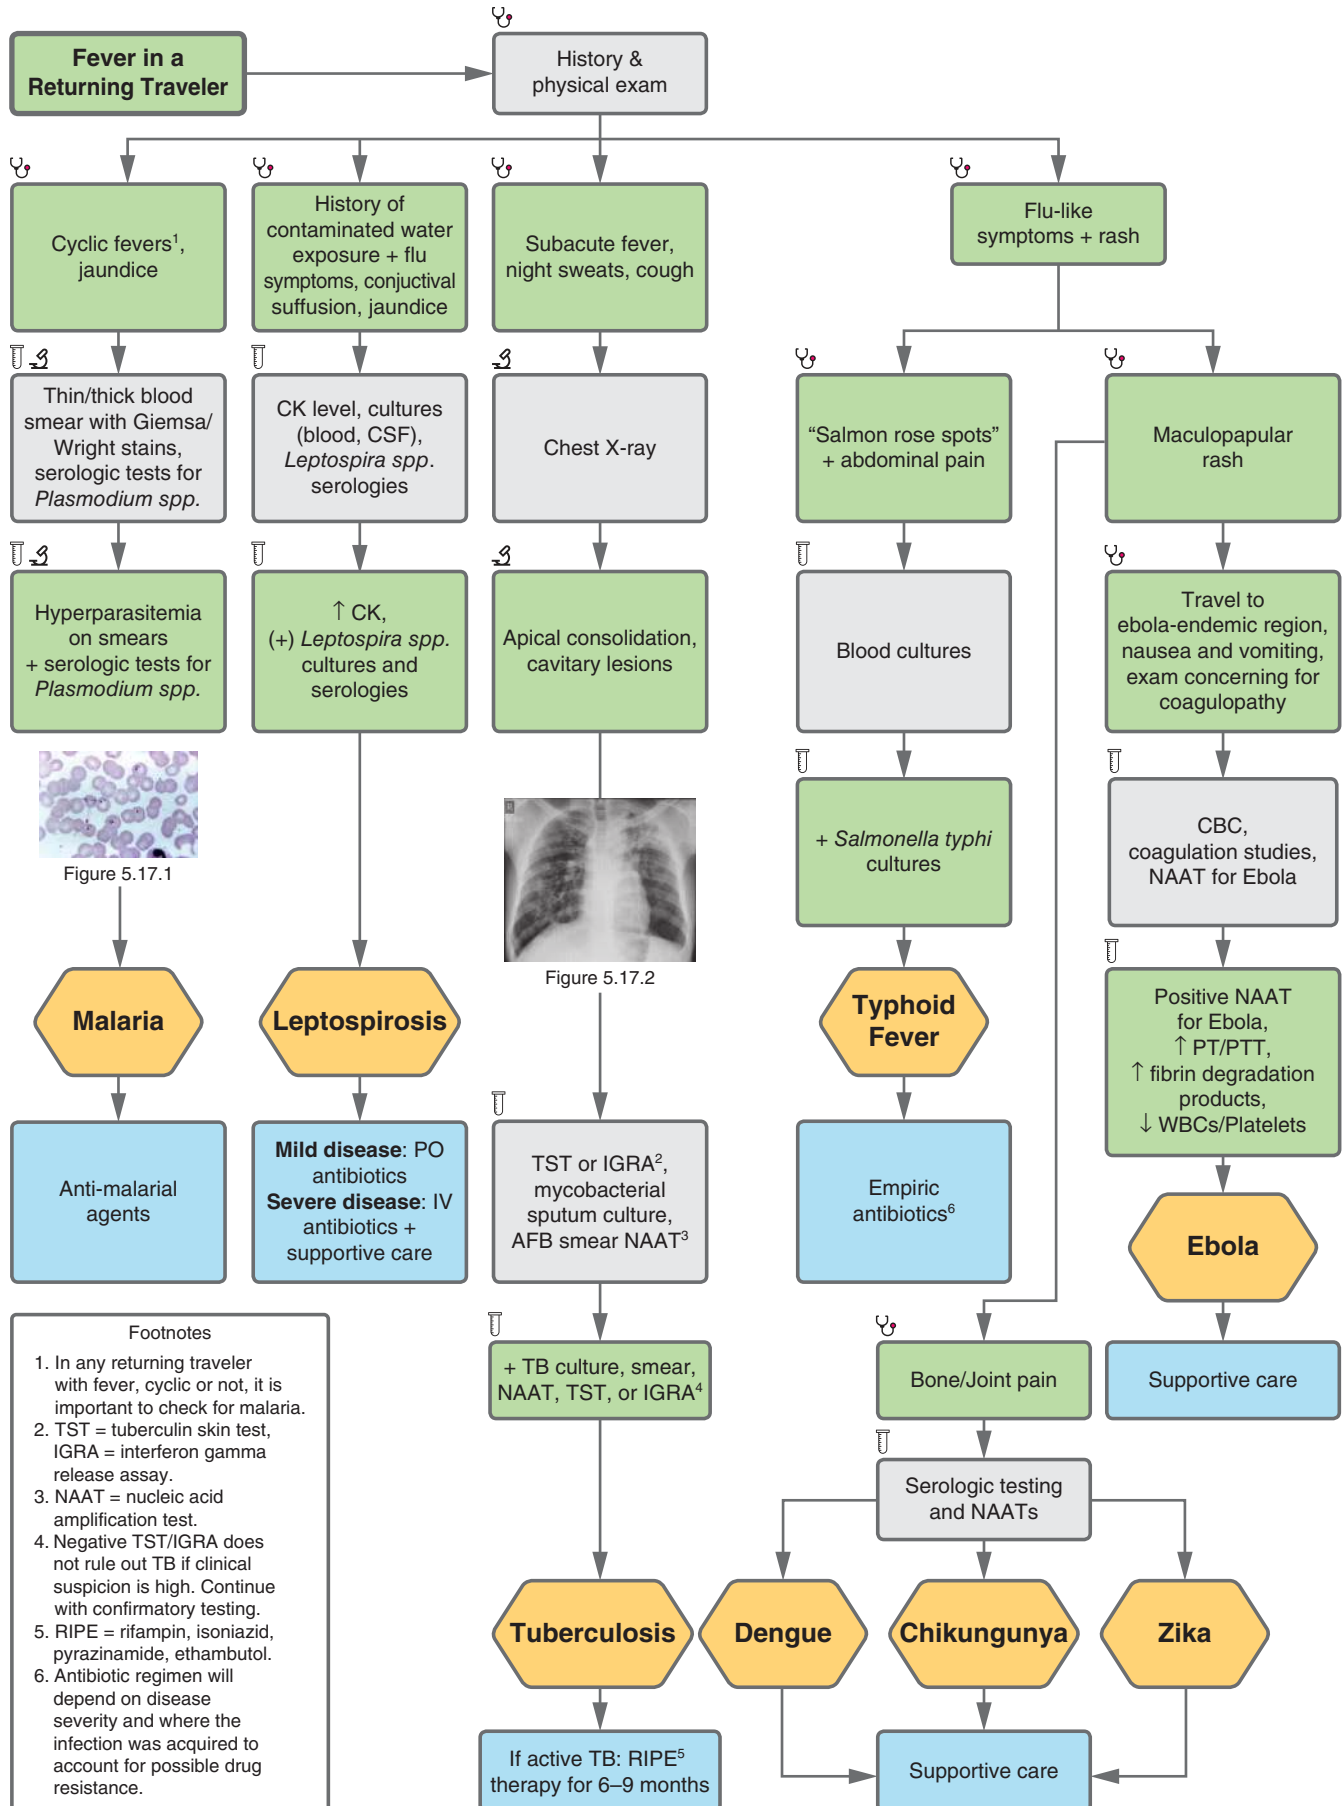 Fever in a
Returning Traveler
History &
physical exam
Cyclic fevers1,
jaundice
History of
contaminated water
exposure + flu
symptoms, conjuctival
suffusion, jaundice
Subacute fever,
night sweats, cough
Flu-like
symptoms + rash
Thin/thick blood
smear with Giemsa/
Wright stains,
serologic tests for
Plasmodium spp.
CK level, cultures
(blood, CSF),
Leptospira spp.
serologies
Chest X-ray
“Salmon rose spots”
+ abdominal pain
Maculopapular
rash
Hyperparasitemia
on smears
+ serologic tests for
Plasmodium spp.
↑ CK,
(+) Leptospira spp.
cultures and
serologies
Apical consolidation,
cavitary lesions
Blood cultures
Travel to
ebola-endemic region,
nausea and vomiting,
exam concerning for
coagulopathy
Figure 5.17.1
Figure 5.17.2
+ Salmonella typhi
cultures
CBC,
coagulation studies,
NAAT for Ebola
Malaria
Leptospirosis
Typhoid
Fever
Positive NAAT
for Ebola,
↑ PT/PTT,
↑ fibrin degradation
products,
↓ WBCs/Platelets
Anti-malarial
agents
Mild disease: PO
antibiotics
Severe disease: IV
antibiotics +
supportive care
TST or IGRA2,
mycobacterial
sputum culture,
AFB smear NAAT3
Empiric
antibiotics6
Ebola
Supportive care
+ TB culture, smear,
NAAT, TST, or IGRA4
Bone/Joint pain
Serologic testing
and NAATs
Tuberculosis
Dengue
Chikungunya
Zika
If active TB: RIPE5
therapy for 6–9 months
Supportive care
Footnotes
1. In any returning traveler
with fever, cyclic or not, it is
important to check for malaria.
2. TST = tuberculin skin test,
IGRA = interferon gamma
release assay.
3. NAAT = nucleic acid
amplification test.
4. Negative TST/IGRA does
not rule out TB if clinical
suspicion is high. Continue
with confirmatory testing.
5. RIPE = rifampin, isoniazid,
pyrazinamide, ethambutol.
6. Antibiotic regimen will
depend on disease
severity and where the
infection was acquired to
account for possible drug
resistance.